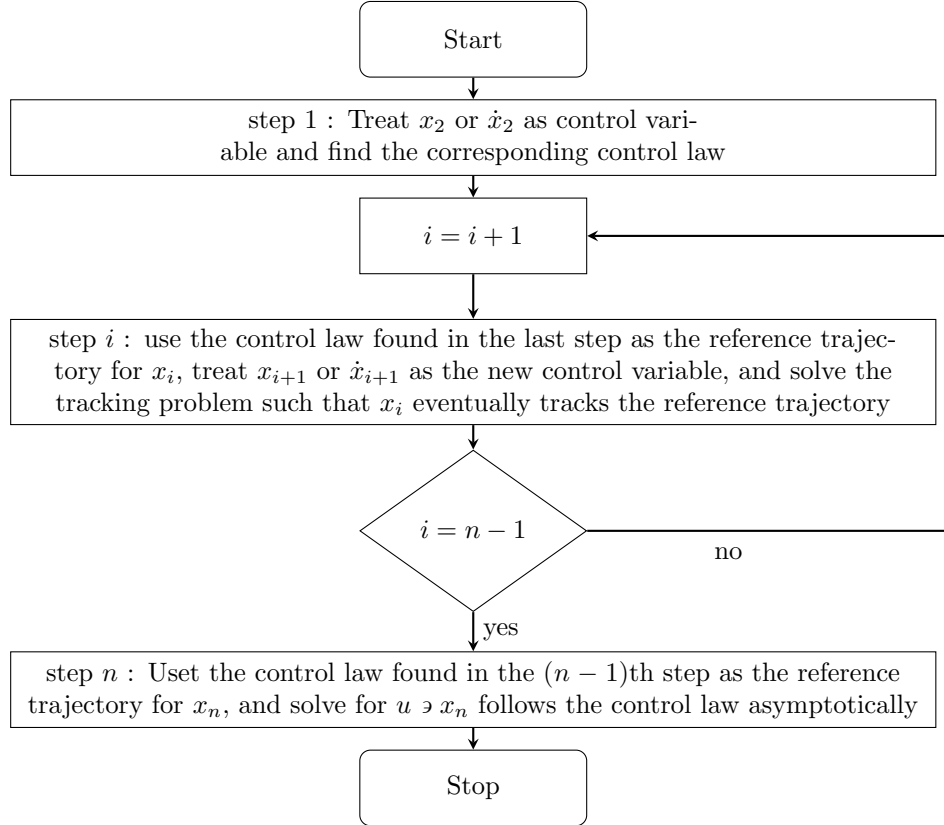 Start
step 1 : Treat x₂ or ẋ₂ as control vari-
able and find the corresponding control law
i = i + 1
step i : use the control law found in the last step as the reference trajec-
tory for xᵢ, treat xᵢ₊₁ or ẋᵢ₊₁ as the new control variable, and solve the
tracking problem such that xᵢ eventually tracks the reference trajectory
i = n − 1
no
yes
step n : Uset the control law found in the (n − 1)th step as the reference
trajectory for xₙ, and solve for u ∍ xₙ follows the control law asymptotically
Stop